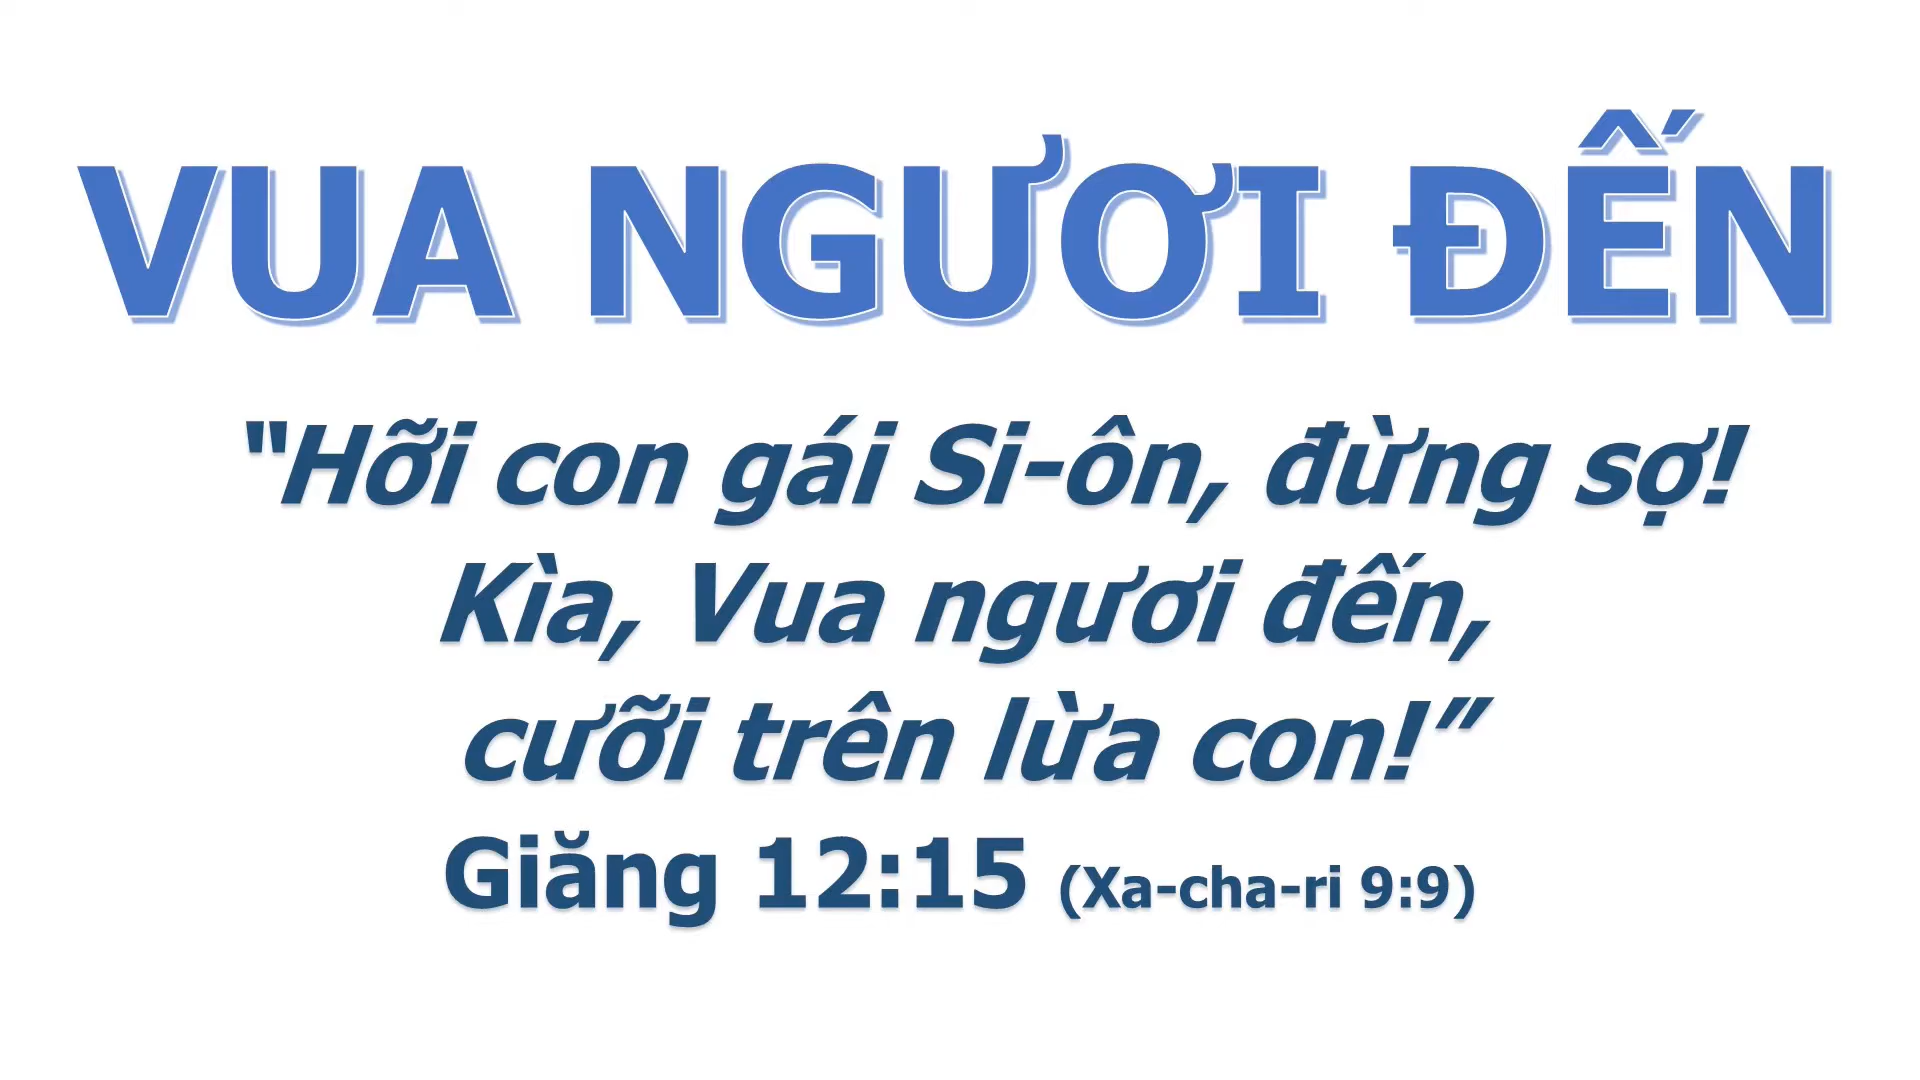 VUA NGƯƠI ĐẾN
“Hỡi con gái Si-ôn, đừng sợ!
Kìa, Vua ngươi đến,
cưỡi trên lừa con!”
Giăng 12:15 (Xa-cha-ri 9:9)